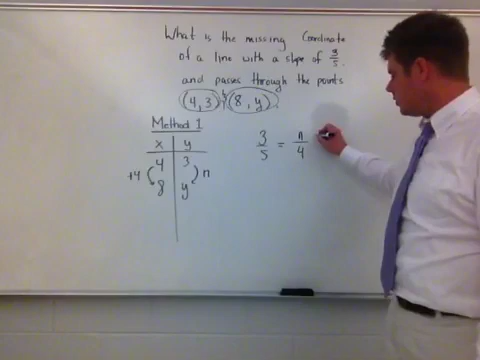 What is the missing Coordinate
of a line with a slope of 3/5.
and passes through the points
(4,3) & (8, y).
Method 1
x y
4 3
+4 n
8 y
3/5 = n/4